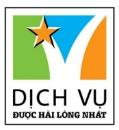 DỊCH VỤ
ĐƯỢC HÀI LÒNG NHẤT